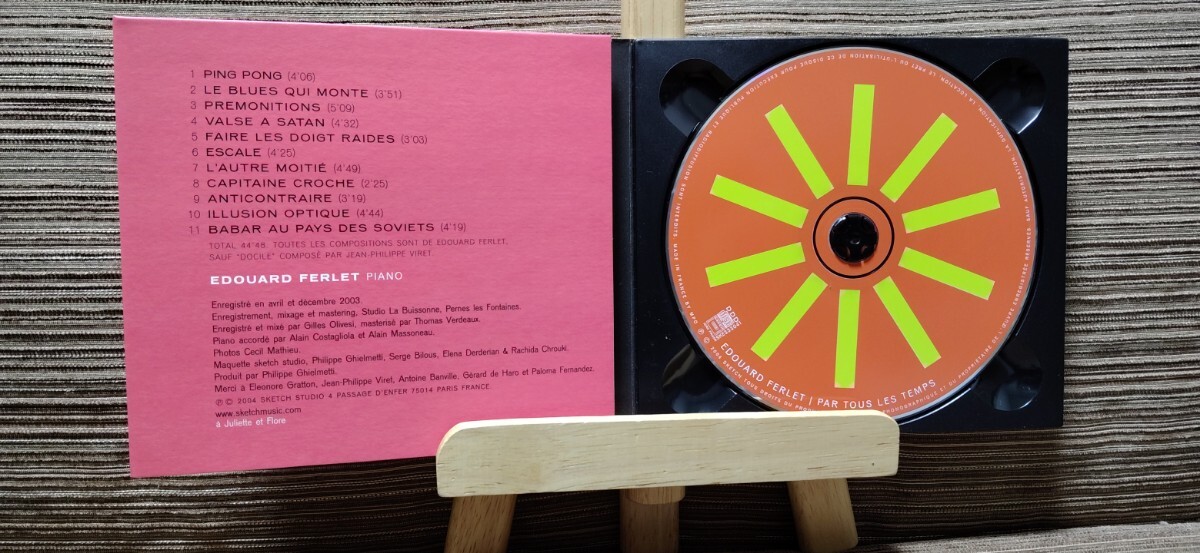 1 PING PONG (4'06)
2 LE BLUES QUI MONTE (3'51)
3 PREMONITIONS (5'09)
4 VALSE A SATAN (4'32)
5 FAIRE LES DOIGT RAIDES (3'03)
6 ESCALE (4'25)
7 L'AUTRE MOITIÉ (4'49)
8 CAPITAINE CROCHE (2'25)
9 ANTICONTRAIRE (3'19)
10 ILLUSION OPTIQUE (4'44)
11 BABAR AU PAYS DES SOVIETS (4'19)
TOTAL 44'48. TOUTES LES COMPOSITIONS SONT DE EDOUARD FERLET,
SAUF "DOCILE" COMPOSÉ PAR JEAN-PHILIPPE VIRET.
EDOUARD FERLET PIANO
Enregistré en avril et décembre 2003.
Enregistrement, mixage et mastering, Studio La Buissonne, Pernes les Fontaines.
Enregistré et mixé par Gilles Olivesi, masterisé par Thomas Verdeaux.
Piano accordé par Alain Costagliola et Alain Massoneau.
Photos Cecil Mathieu.
Maquette sketch studio, Philippe Ghielmetti, Serge Bilous, Elena Derderian & Rachida Chrouki.
Produit par Philippe Ghielmetti.
Merci à Eleonore Gratton, Jean-Philippe Viret, Antoine Banville, Gérard de Haro et Paloma Fernandez.
℗ © 2004 SKETCH STUDIO 4 PASSAGE D'ENFER 75014 PARIS FRANCE.
www.sketchmusic.com
à Juliette et Flore
EDOUARD FERLET | PAR TOUS LES TEMPS